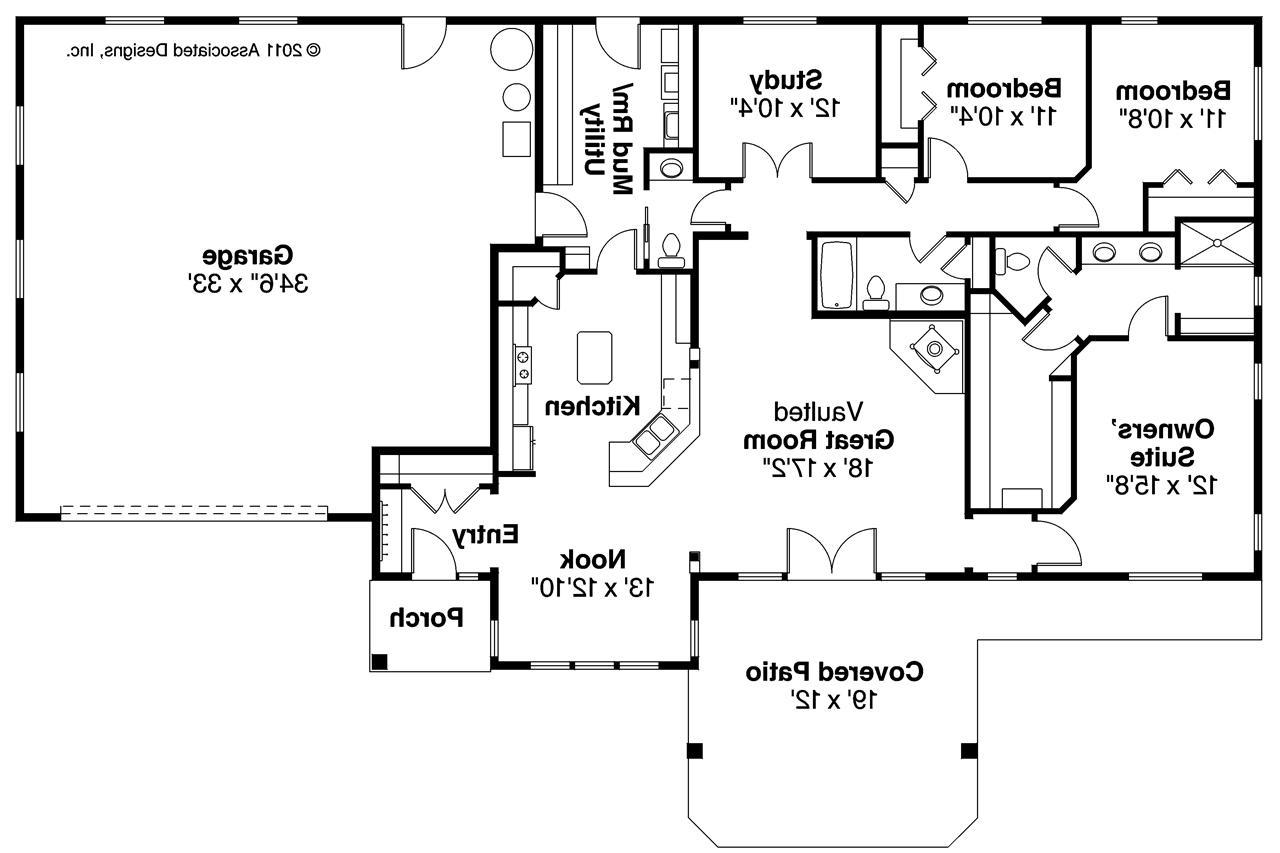 © 2011 Associated Designs, Inc.
Utility
Mud Rm/
Study
12' x 10'4"
Bedroom
11' x 10'4"
Bedroom
11' x 10'8"
Garage
34'6" x 33'
Kitchen
Vaulted
Great Room
18' x 17'2"
Owners'
Suite
12' x 15'8"
Entry
Nook
13' x 12'10"
Porch
Covered Patio
19' x 12'